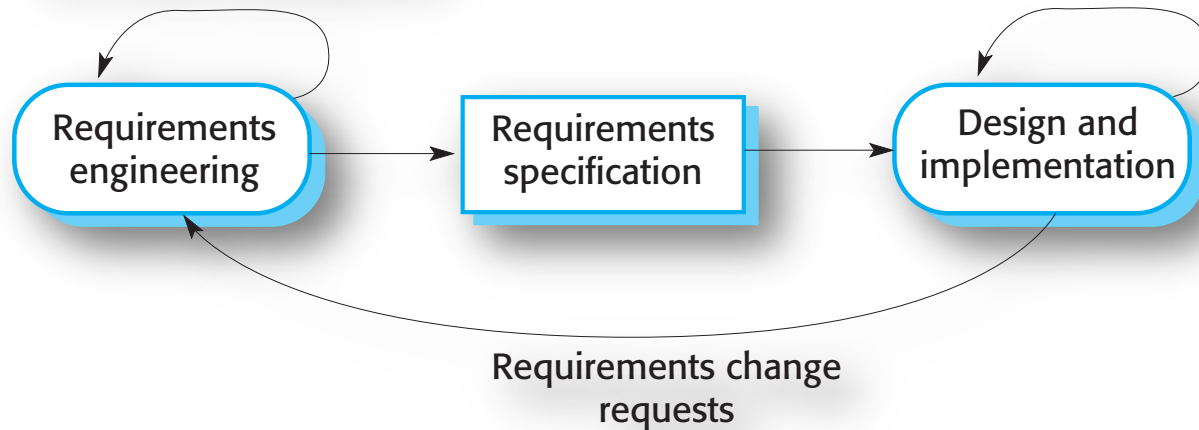 Requirements
engineering
Requirements
specification
Design and
implementation
Requirements change
requests